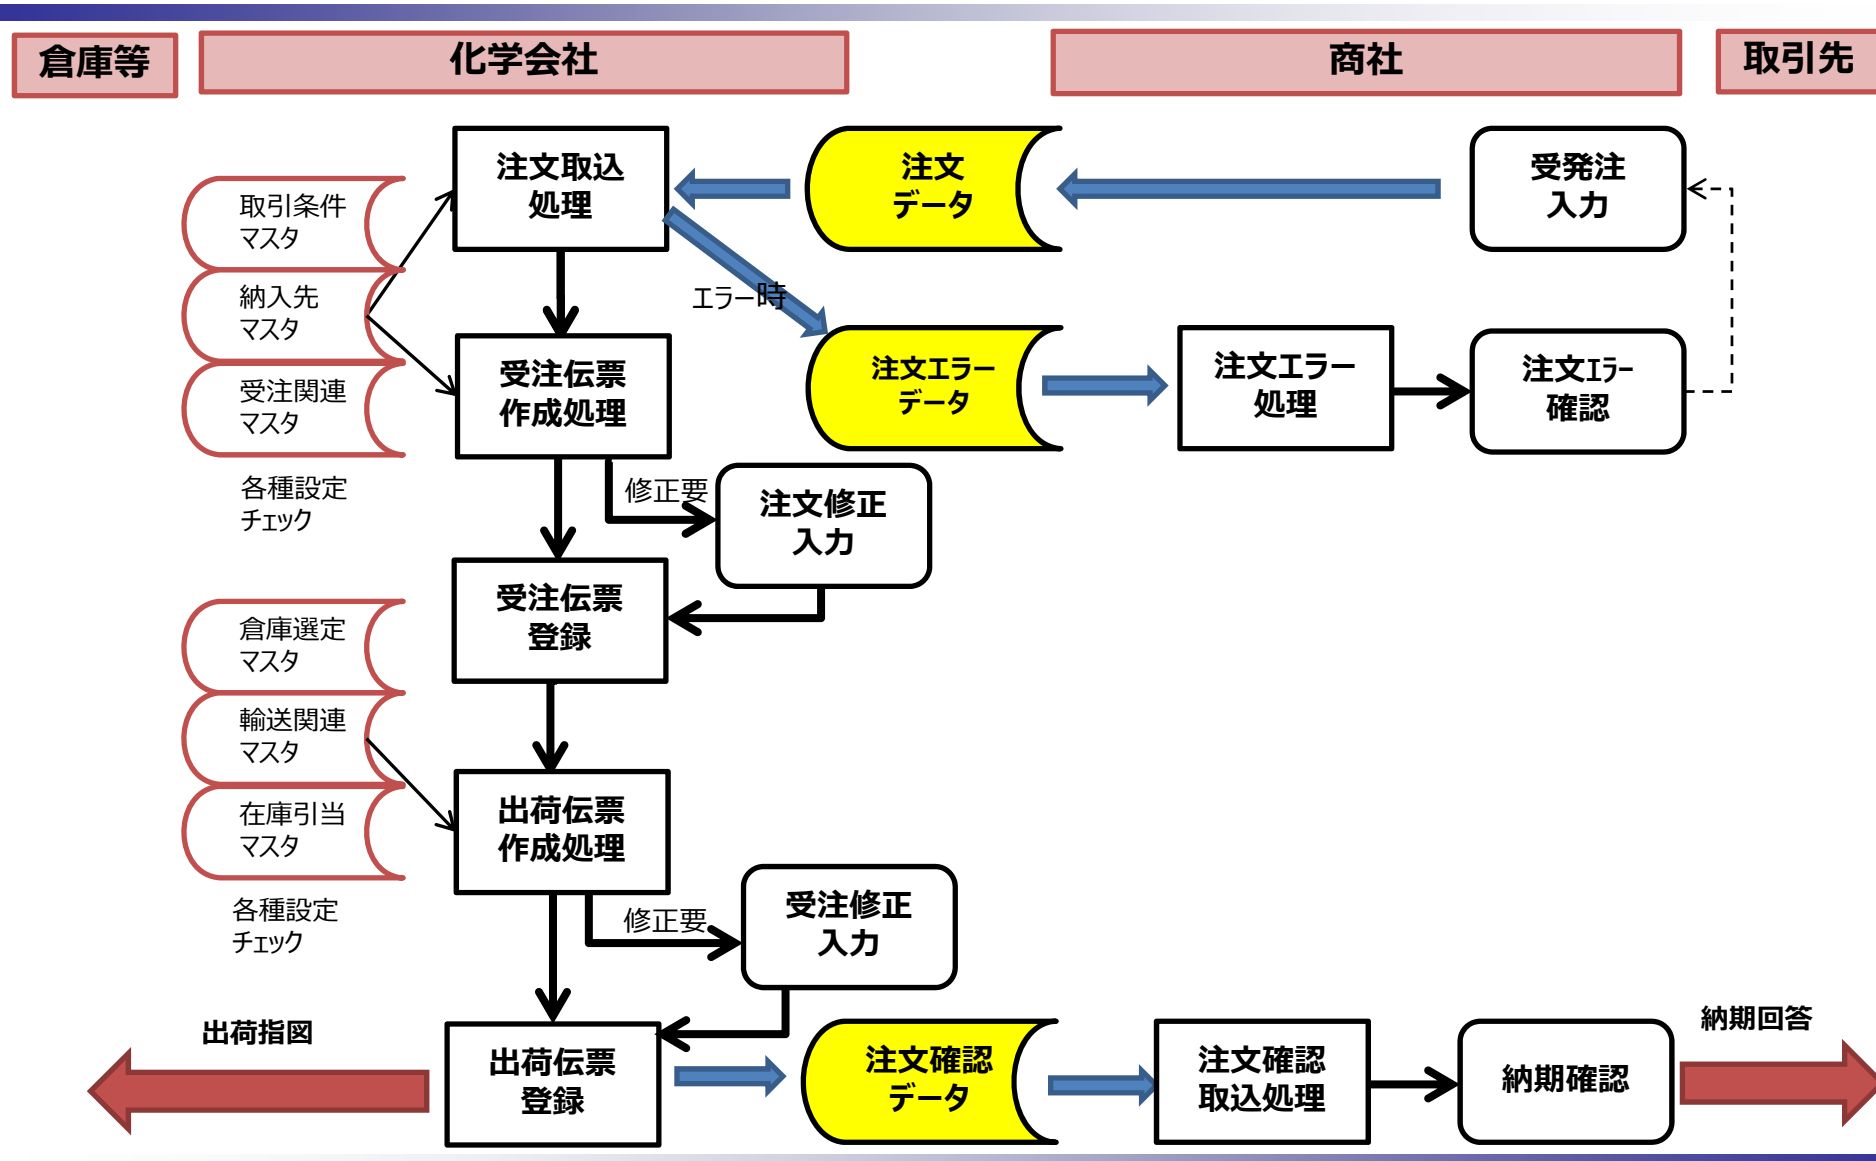 倉庫等
化学会社
商社
取引先
注文取込
処理
注文
データ
受発注
入力
取引条件
マスタ
納入先
マスタ
受注関連
マスタ
各種設定
チェック
エラー時
受注伝票
作成処理
注文エラー
データ
注文エラー
処理
注文エラー
確認
修正要
注文修正
入力
受注伝票
登録
倉庫選定
マスタ
輸送関連
マスタ
在庫引当
マスタ
各種設定
チェック
出荷伝票
作成処理
修正要
受注修正
入力
出荷指図
出荷伝票
登録
注文確認
データ
注文確認
取込処理
納期確認
納期回答